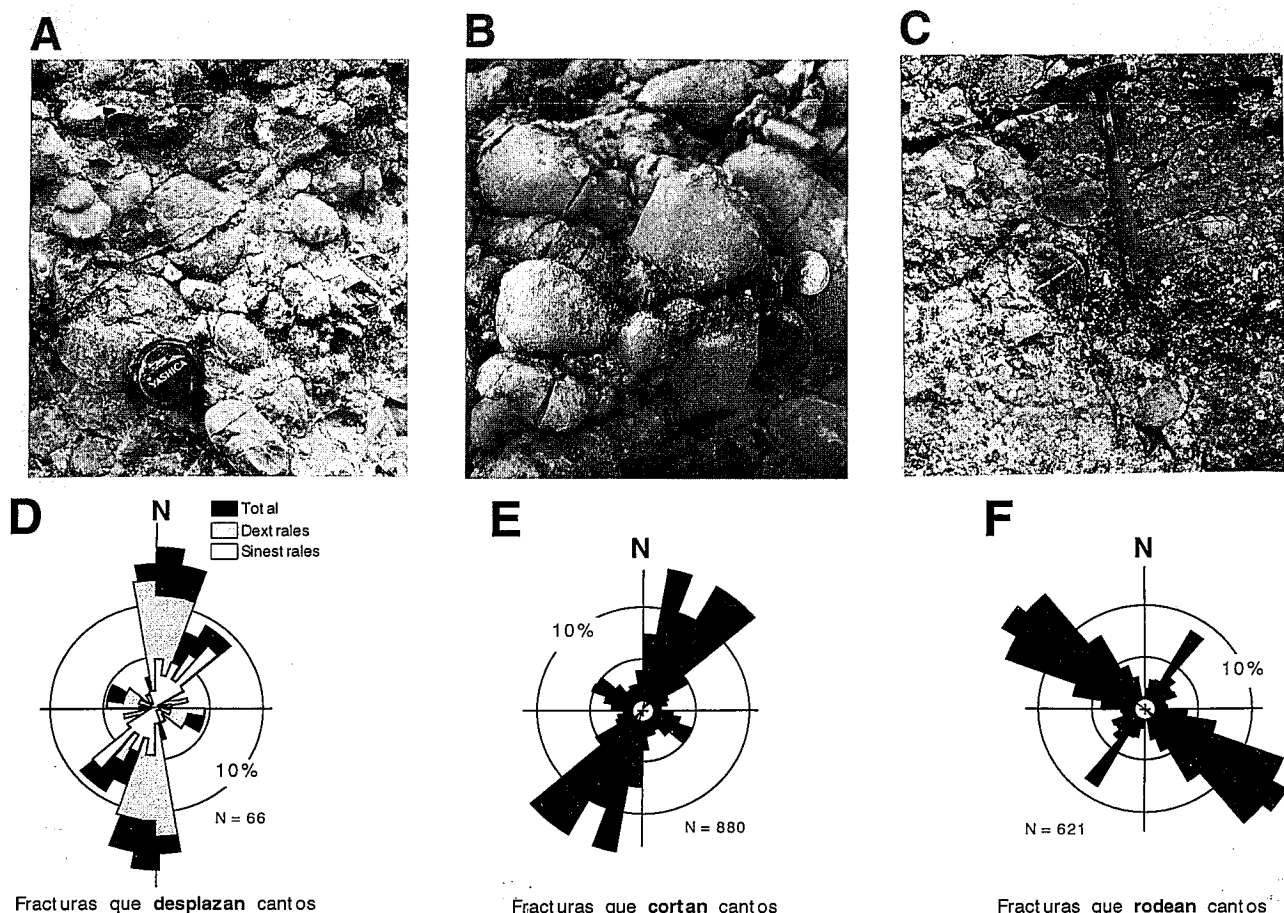 A
B
C
YASHICA
D
N
Total
Dextrales
Sinestrales
10%
N = 66
Fracturas que desplazan cantos
E
N
10%
N = 880
Fracturas que cortan cantos
F
N
10%
N = 621
Fracturas que rodean cantos